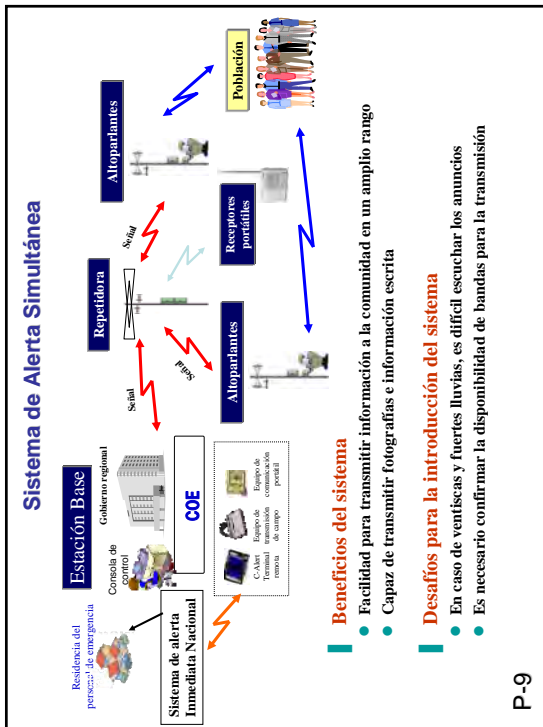 Sistema de Alerta Simultánea
Estación Base
Residencia del
personal de emergencia
Consola de
control
Gobierno regional
COE
Sistema de alerta
Inmediata Nacional
C-Alert
Terminal
remota
Equipo de
transmisión
de campo
Equipo de
comunicación
portátil
Señal
Repetidora
Señal
Señal
Altoparlantes
Receptores
portátiles
Altoparlantes
Población
Beneficios del sistema
Facilidad para transmitir información a la comunidad en un amplio rango
Capaz de transmitir fotografías e información escrita
Desafíos para la introducción del sistema
En caso de ventiscas y fuertes lluvias, es difícil escuchar los anuncios
Es necesario confirmar la disponibilidad de bandas para la transmisión
P-9